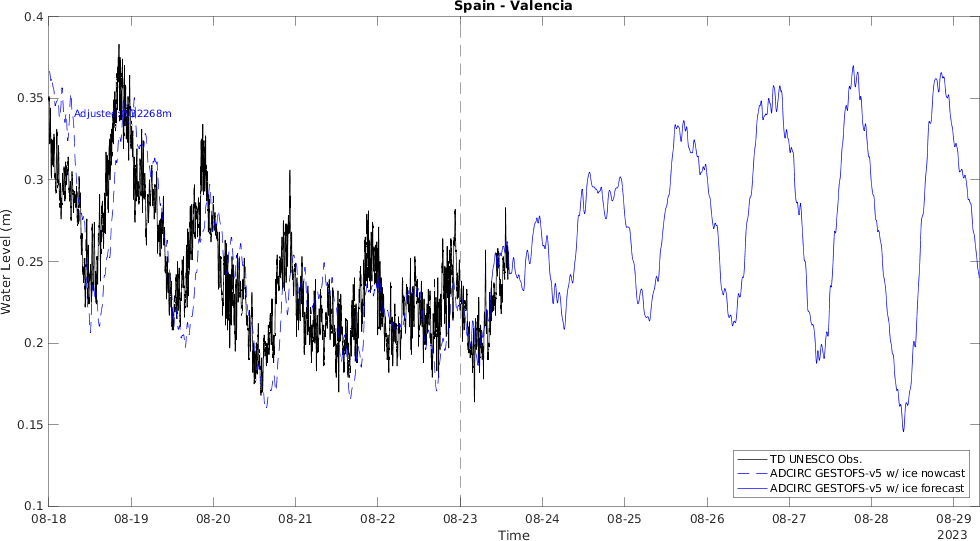 Spain - Valencia
0.4
0.35
0.3
0.25
0.2
0.15
0.1
Water Level (m)
TD UNESCO Obs.
ADCIRC GESTOFS-v5 w/ ice nowcast
ADCIRC GESTOFS-v5 w/ ice forecast
08-18 08-19 08-20 08-21 08-22 08-23 08-24 08-25 08-26 08-27 08-28 08-29
Time
2023